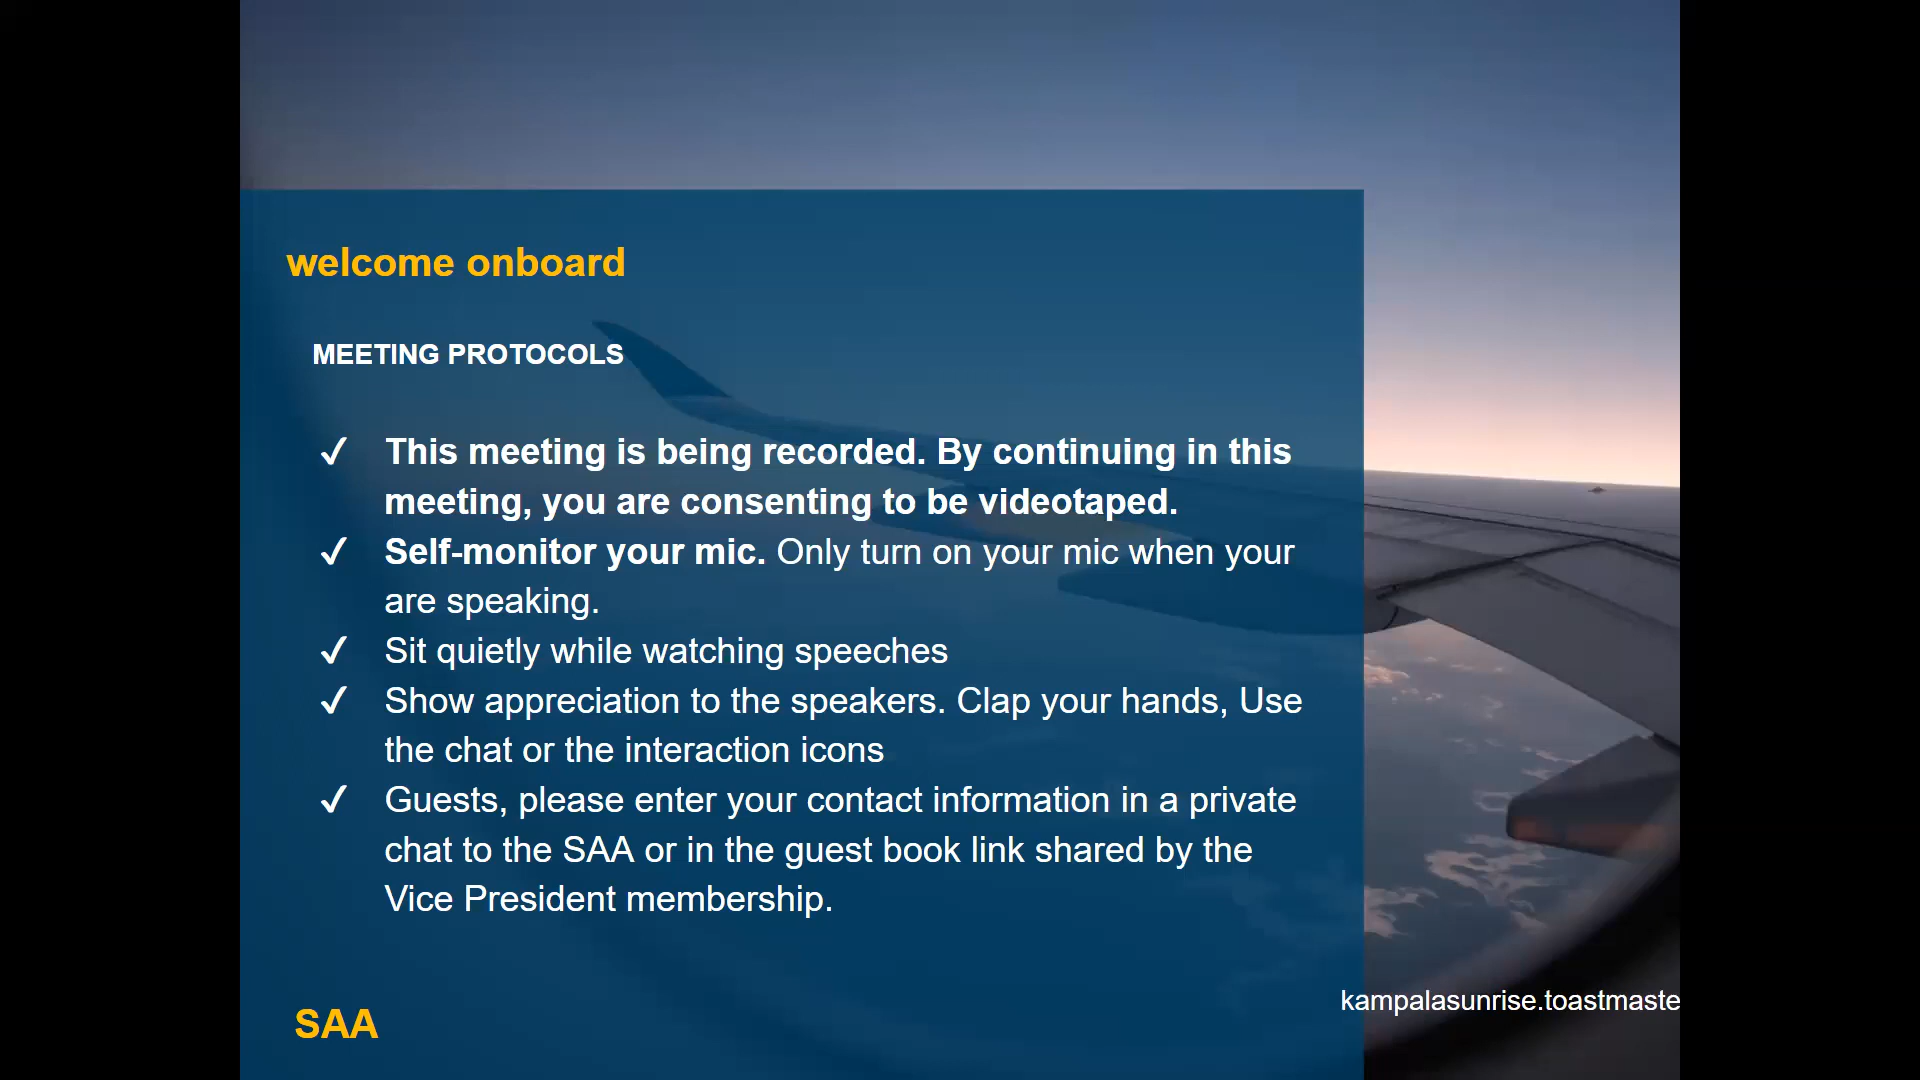 welcome onboard
MEETING PROTOCOLS
✓ This meeting is being recorded. By continuing in this
meeting, you are consenting to be videotaped.
✓ Self-monitor your mic. Only turn on your mic when your
are speaking.
✓ Sit quietly while watching speeches
✓ Show appreciation to the speakers. Clap your hands, Use
the chat or the interaction icons
✓ Guests, please enter your contact information in a private
chat to the SAA or in the guest book link shared by the
Vice President membership.
kampalasunrise.toastmaste
SAA